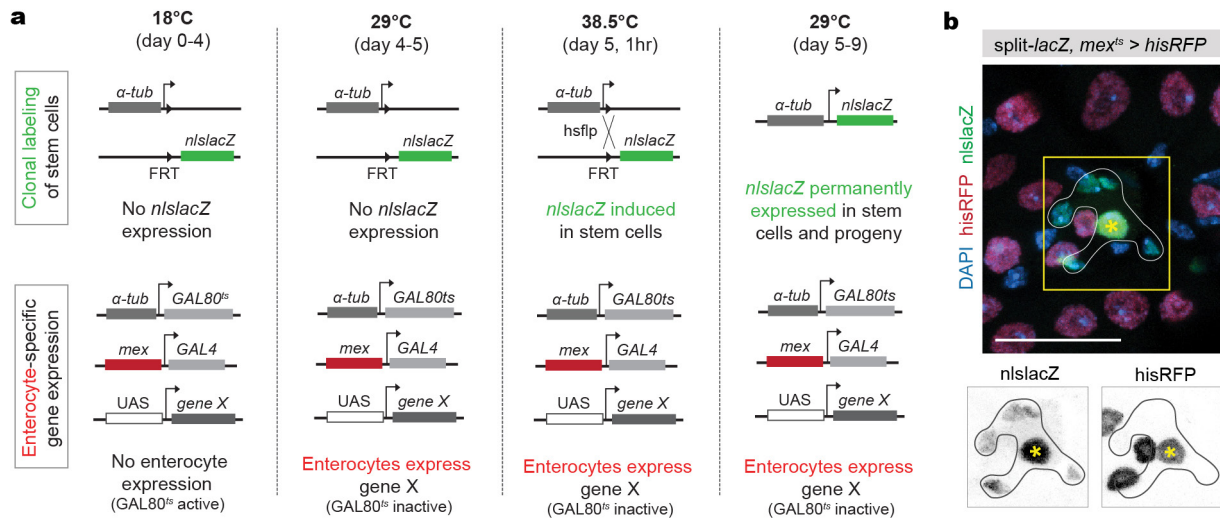 a
18°C
(day 0-4)
29°C
(day 4-5)
38.5°C
(day 5, 1hr)
29°C
(day 5-9)
Clonal labeling
of stem cells
α-tub
nlslacZ
FRT
No nlslacZ
expression
α-tub
nlslacZ
FRT
No nlslacZ
expression
α-tub
hsflp
nlslacZ
FRT
nlslacZ induced
in stem cells
α-tub
nlslacZ
nlslacZ permanently
expressed in stem
cells and progeny
Enterocyte-specific
gene expression
α-tub GAL80ts
mex GAL4
UAS gene X
No enterocyte
expression
(GAL80ts active)
α-tub GAL80ts
mex GAL4
UAS gene X
Enterocytes express
gene X
(GAL80ts inactive)
α-tub GAL80ts
mex GAL4
UAS gene X
Enterocytes express
gene X
(GAL80ts inactive)
α-tub GAL80ts
mex GAL4
UAS gene X
Enterocytes express
gene X
(GAL80ts inactive)
b
split-lacZ, mexts > hisRFP
DAPI hisRFP nlslacZ
*
nlslacZ
*
hisRFP
*